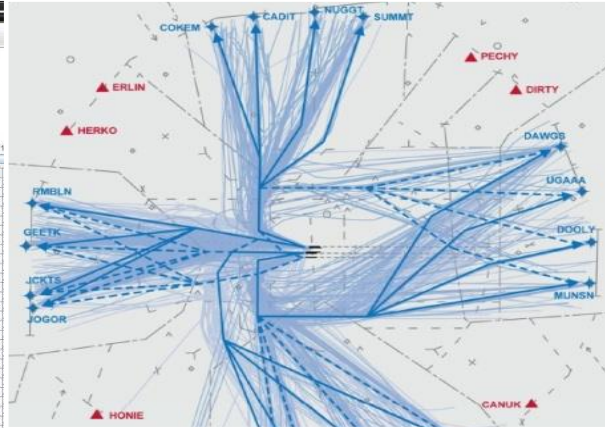 NUGGT
CADIT
SUMMT
COKEM
PECHY
ERLIN
DIRTY
HERKO
DAWGS
RMBLN
UGAAA
GEETK
DOOLY
JCKTS
MUNSN
JOGOR
CANUK
HONIE